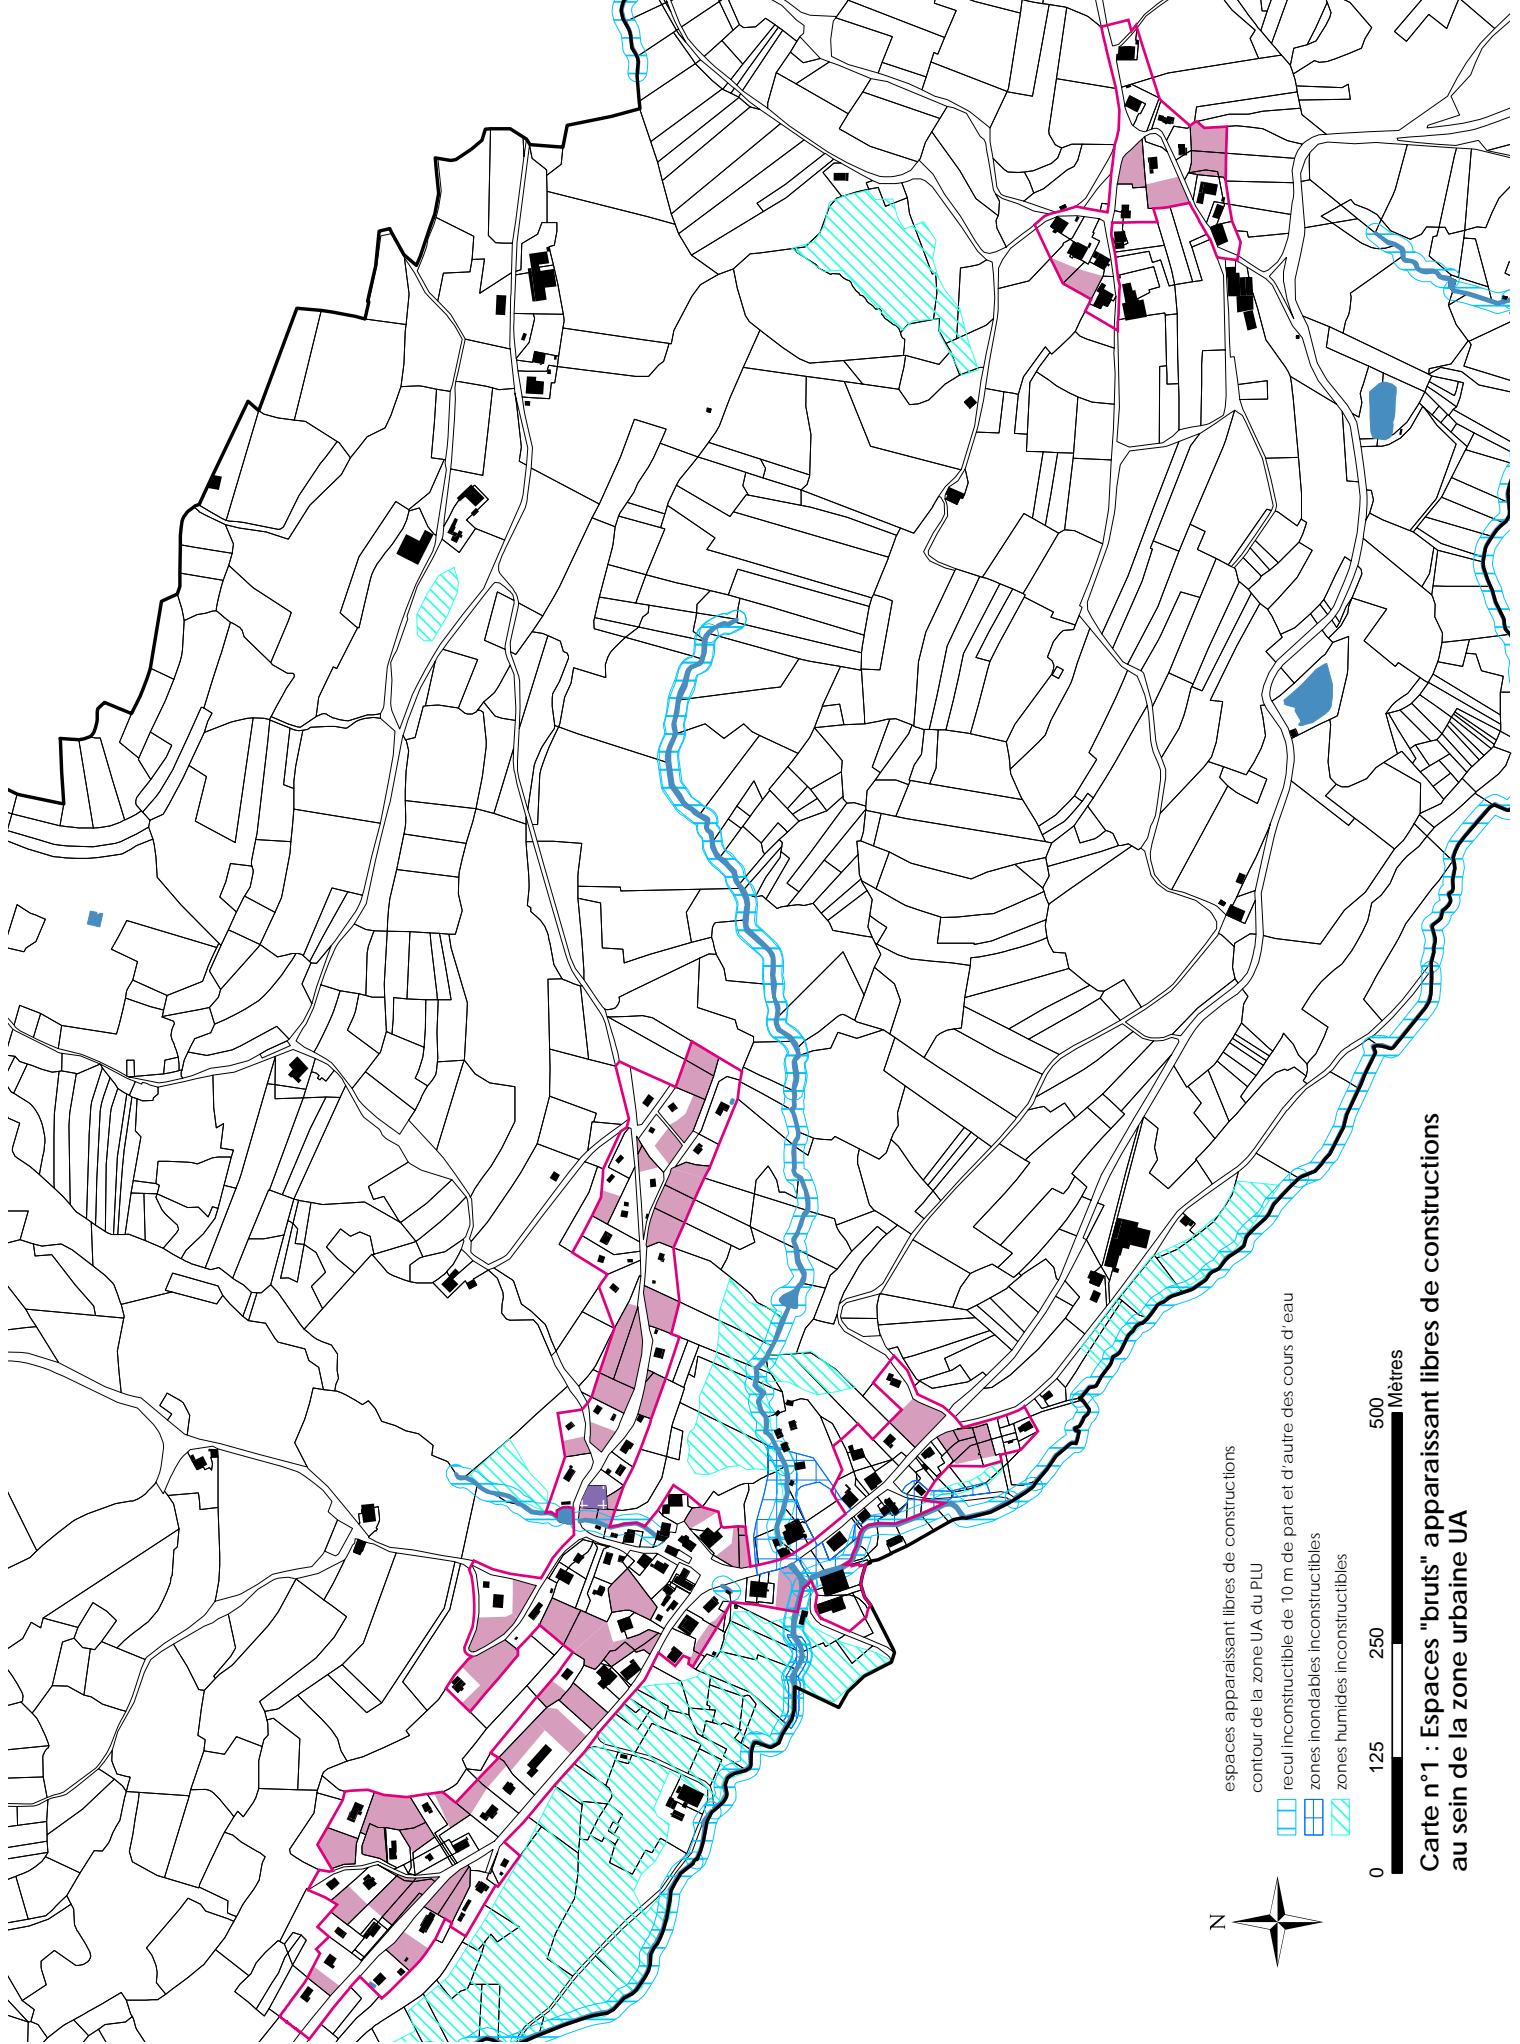 espaces apparaissant libres de constructions
contour de la zone UA du PLU
recul inconstructible de 10 m de part et d'autre des cours d'eau
zones inondables inconstructibles
zones humides inconstructibles
N
0 125 250 500
Mètres
Carte n°1 : Espaces "bruts" apparaissant libres de constructions
au sein de la zone urbaine UA